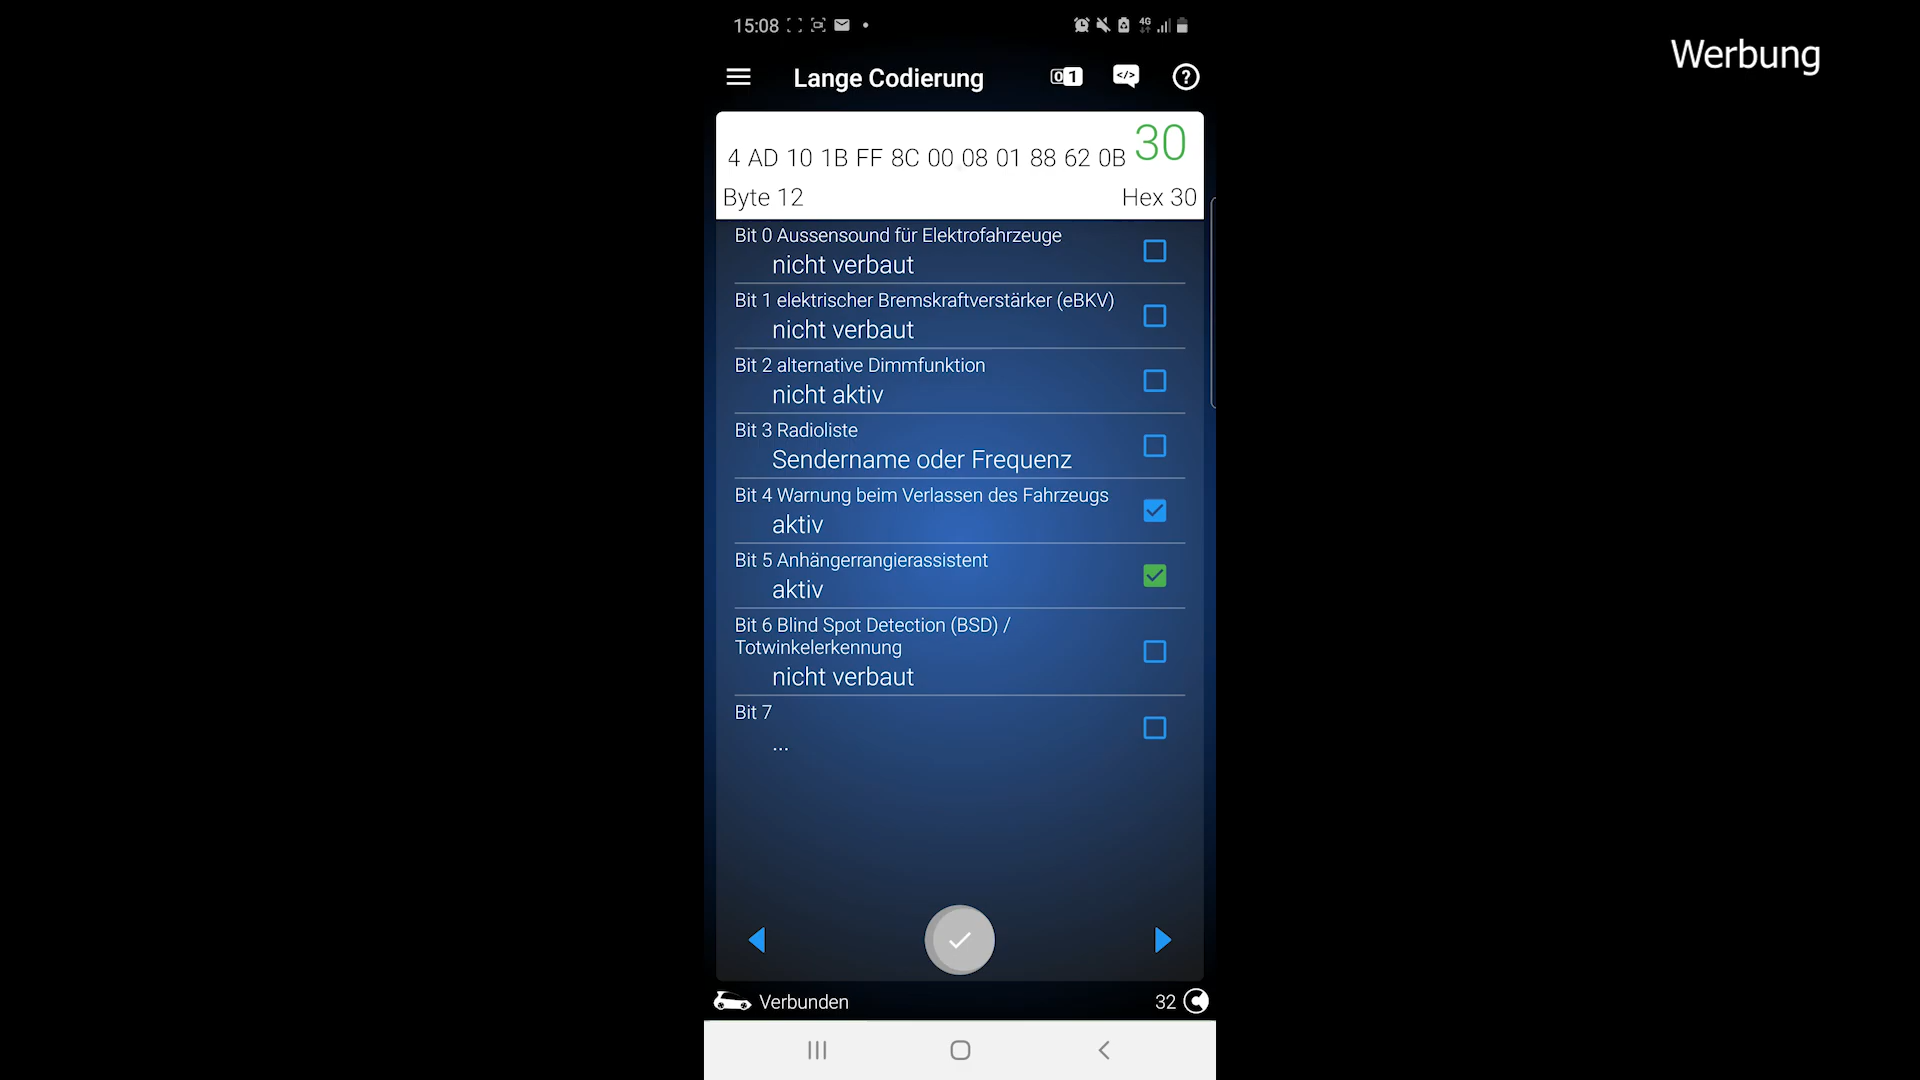 Werbung
15:08
4G
Lange Codierung
01
4 AD 10 1B FF 8C 00 08 01 88 62 0B 30
Byte 12
Hex 30
Bit 0 Aussensound für Elektrofahrzeuge
nicht verbaut
Bit 1 elektrischer Bremskraftverstärker (eBKV)
nicht verbaut
Bit 2 alternative Dimmfunktion
nicht aktiv
Bit 3 Radioliste
Sendername oder Frequenz
Bit 4 Warnung beim Verlassen des Fahrzeugs
aktiv
Bit 5 Anhängerrangierassistent
aktiv
Bit 6 Blind Spot Detection (BSD) /
Totwinkelerkennung
nicht verbaut
Bit 7
...
Verbunden
32